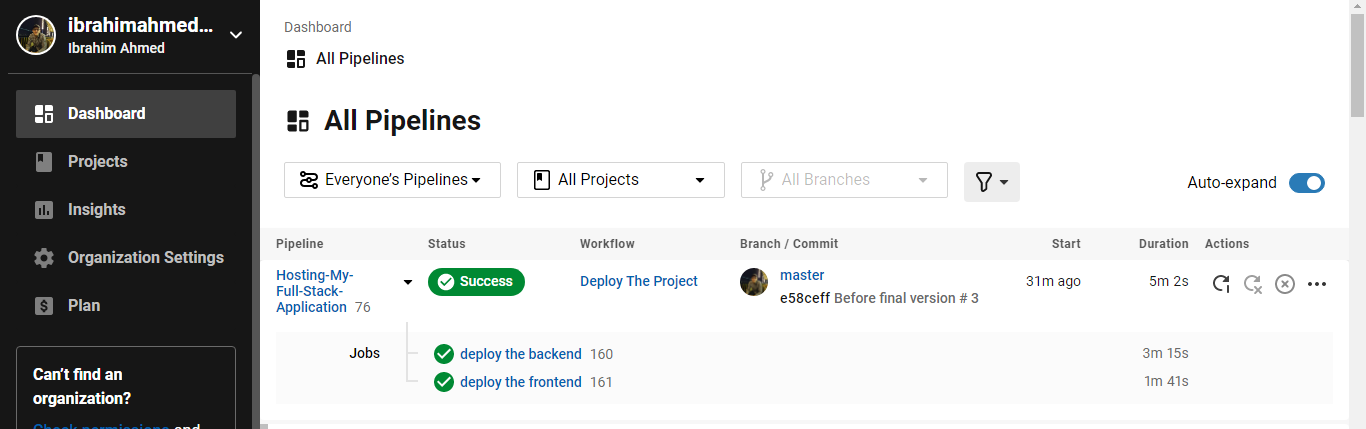 ibrahimahmed...
Ibrahim Ahmed
Dashboard
Projects
Insights
Organization Settings
Plan
Can't find an
organization?
Check permissions and
Dashboard
All Pipelines
All Pipelines
Everyone's Pipelines
All Projects
All Branches
Auto-expand
Pipeline Status Workflow Branch / Commit Start Duration Actions
Hosting-My-
Full-Stack-
Application 76
Success
Deploy The Project
master
e58ceff Before final version # 3
31m ago
5m 2s
Jobs
deploy the backend 160 3m 15s
deploy the frontend 161 1m 41s